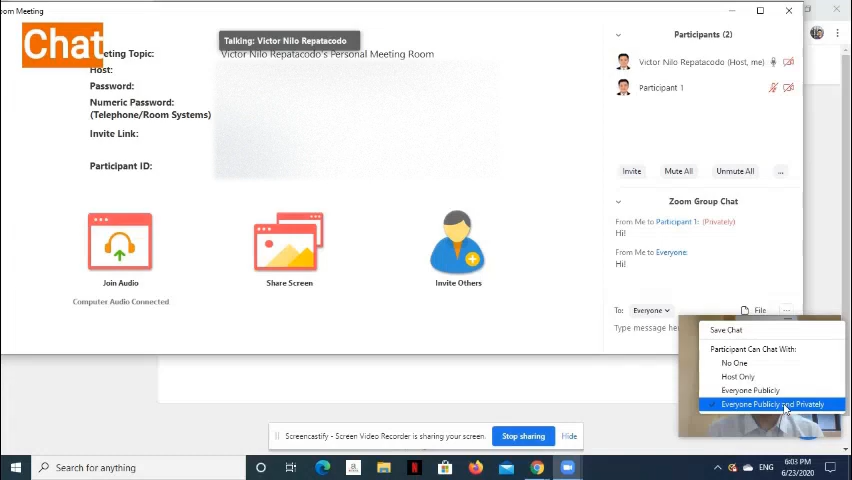 oom Meeting
Chat
Talking: Victor Nilo Repatacodo
eeting Topic:
Victor Nilo Repatacodo's Personal Meeting Room
Host:
Password:
Numeric Password:
(Telephone/Room Systems)
Invite Link:
Participant ID:
Join Audio
Share Screen
Invite Others
Computer Audio Connected
Participants (2)
Victor Nilo Repatacodo (Host, me)
Participant 1
Invite
Mute All
Unmute All
...
Zoom Group Chat
From Me to Participant 1: (Privately)
Hi!
From Me to Everyone:
Hi!
To: Everyone
File
...
Type message he
Save Chat
Participant Can Chat With:
No One
Host Only
Everyone Publicly
Everyone Publicly and Privately
Screencastify - Screen Video Recorder is sharing your screen.
Stop sharing
Hide
Search for anything
ENG
6:03 PM
6/23/2020